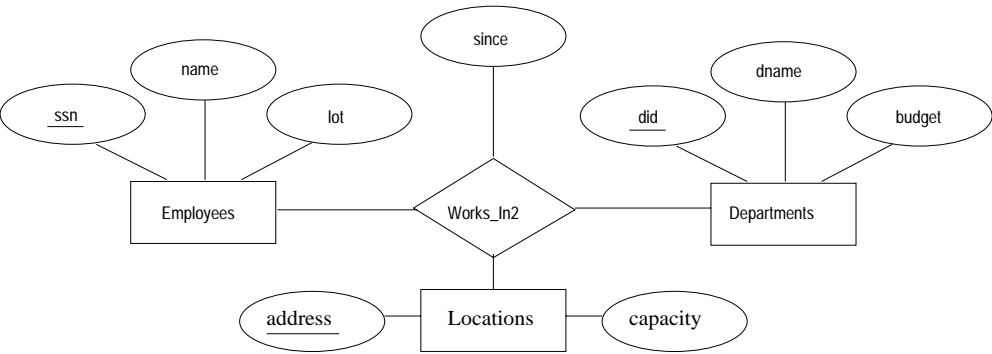 since
name
dname
ssn
lot
did
budget
Employees
Works_In2
Departments
address
Locations
capacity